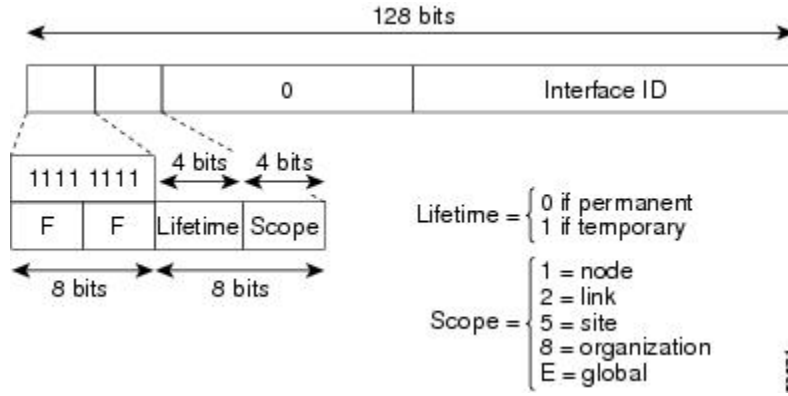 128 bits
0 Interface ID
4 bits 4 bits
1111 1111
F F Lifetime Scope
8 bits 8 bits
Lifetime = { 0 if permanent
1 if temporary
Scope = { 1 = node
2 = link
5 = site
8 = organization
E = global